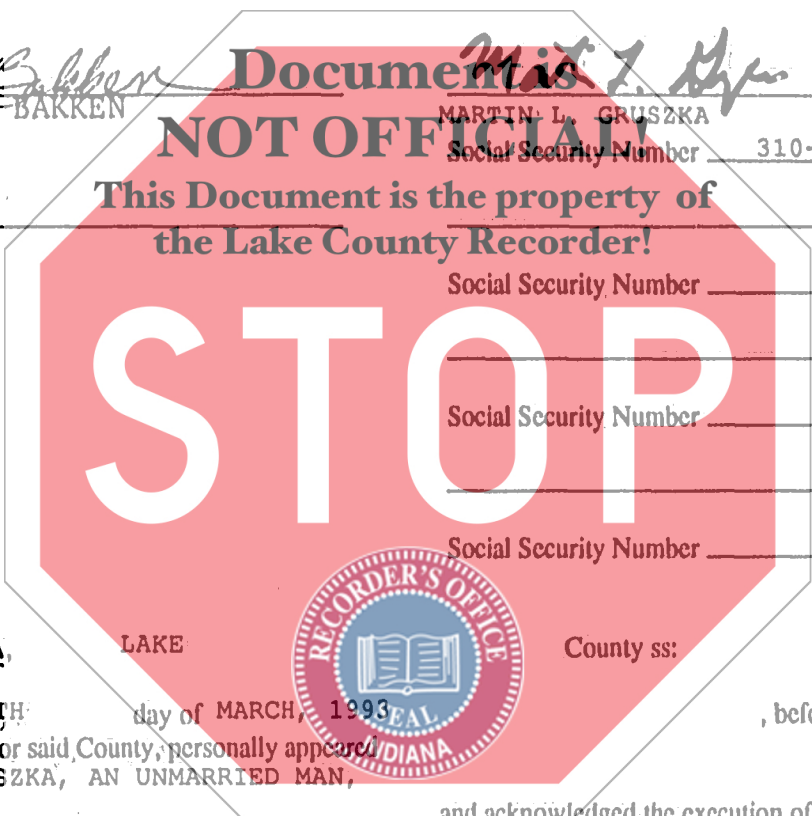 Document is
BAKKEN
MARTIN L. GRUSZKA
NOT OFFICIAL!
Social Security Number 310-
This Document is the property of
the Lake County Recorder!
Social Security Number
STOP
Social Security Number
Social Security Number
RECORDER'S OFFICE
SEAL
INDIANA
LAKE County ss:
TH day of MARCH, 1993 , befo
or said County, personally appeared
SZKA, AN UNMARRIED MAN,
and acknowledged the execution of